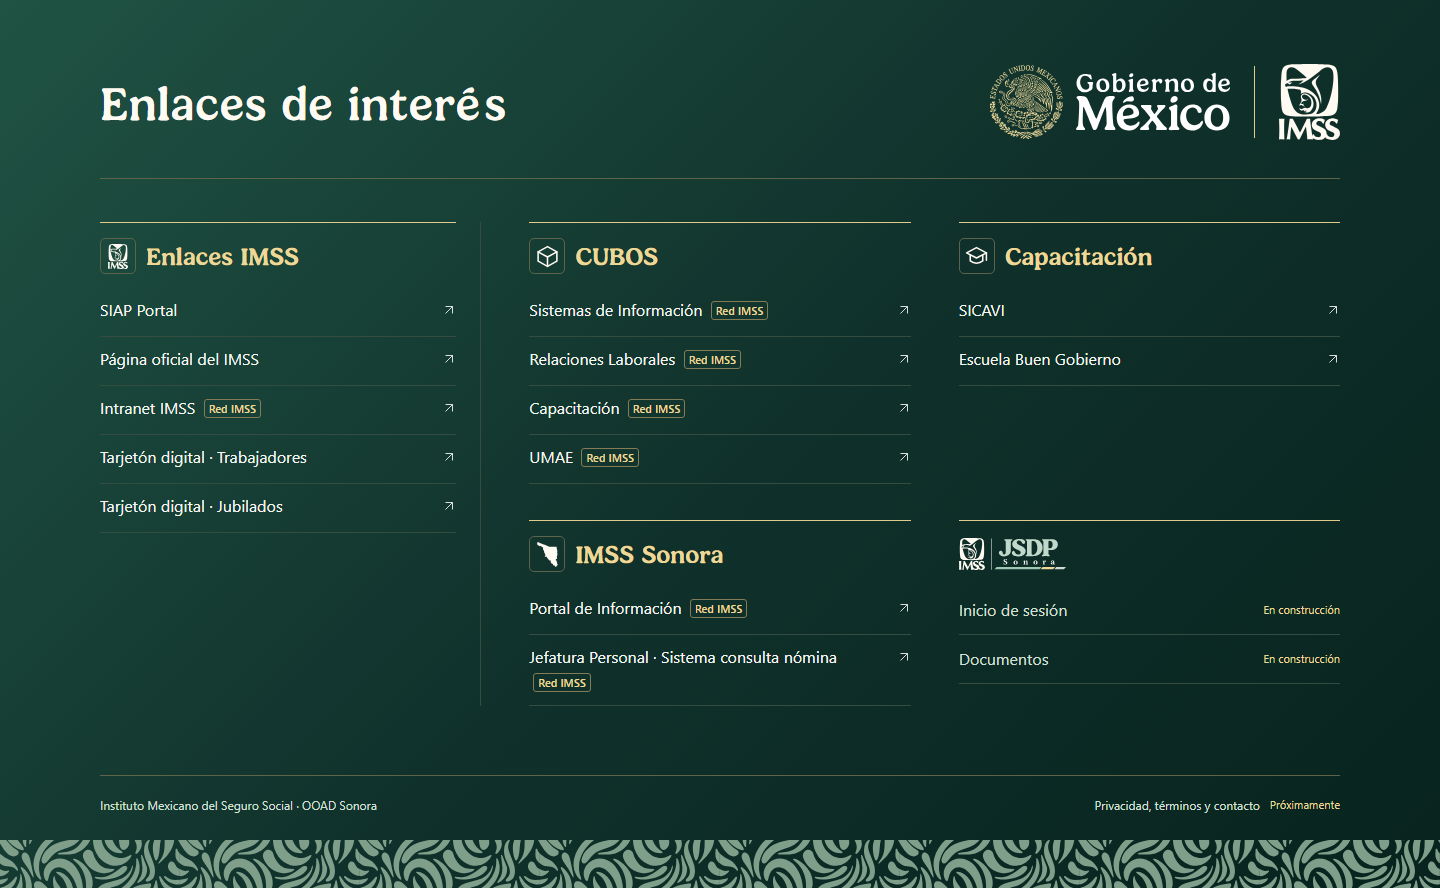 Enlaces de interés
ESTADOS UNIDOS MEXICANOS
Gobierno de
México
IMSS
IMSS
Enlaces IMSS
SIAP Portal
Página oficial del IMSS
Intranet IMSS Red IMSS
Tarjetón digital · Trabajadores
Tarjetón digital · Jubilados
CUBOS
Sistemas de Información Red IMSS
Relaciones Laborales Red IMSS
Capacitación Red IMSS
UMAE Red IMSS
Capacitación
SICAVI
Escuela Buen Gobierno
IMSS Sonora
Portal de Información Red IMSS
Jefatura Personal · Sistema consulta nómina
Red IMSS
IMSS
JSDP
Sonora
Inicio de sesión En construcción
Documentos En construcción
Instituto Mexicano del Seguro Social · OOAD Sonora
Privacidad, términos y contacto Próximamente